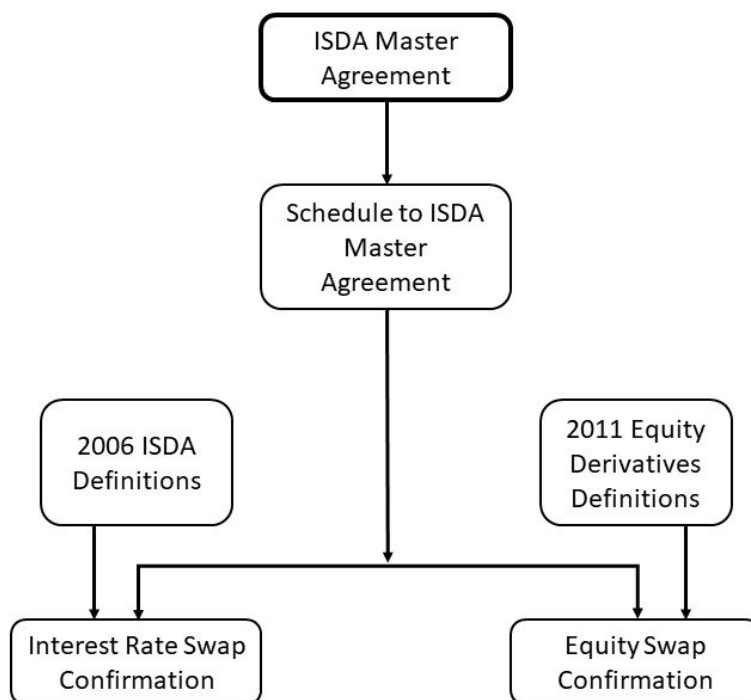 ISDA Master
Agreement
Schedule to ISDA
Master
Agreement
2006 ISDA
Definitions
2011 Equity
Derivatives
Definitions
Interest Rate Swap
Confirmation
Equity Swap
Confirmation